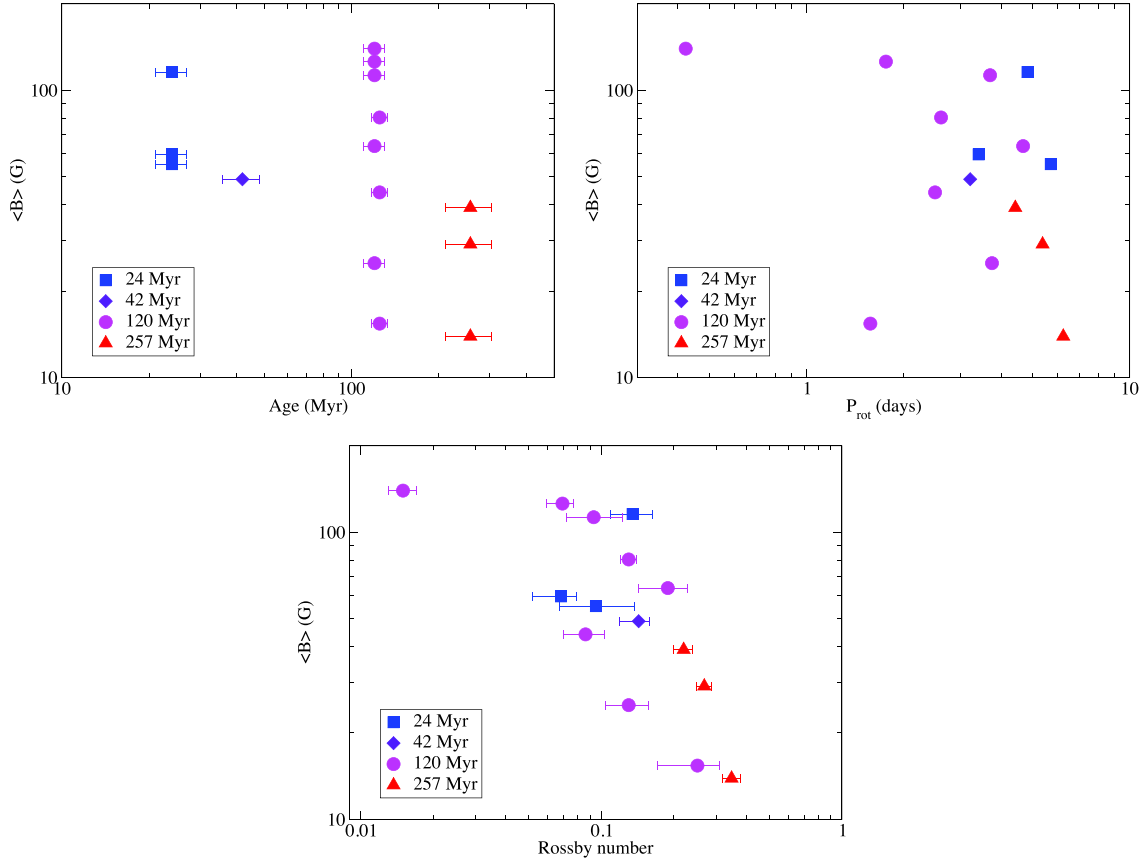 <B> (G)
100
10
24 Myr
42 Myr
120 Myr
257 Myr
10
100
Age (Myr)
<B> (G)
100
10
24 Myr
42 Myr
120 Myr
257 Myr
1
10
P_rot (days)
<B> (G)
100
10
24 Myr
42 Myr
120 Myr
257 Myr
0.01
0.1
1
Rossby number